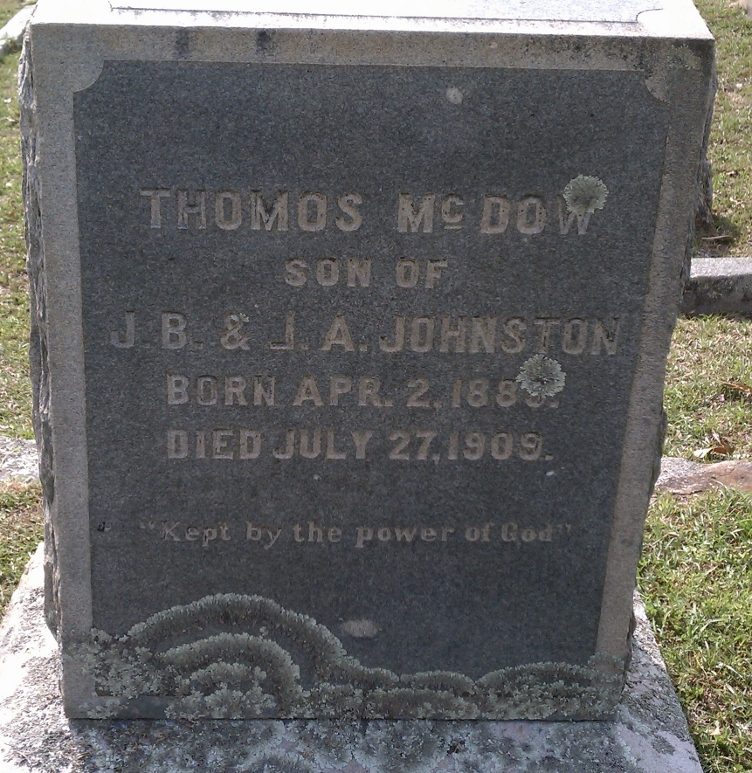 THOMOS McDOW
SON OF
J. B. & J. A. JOHNSTON
BORN APR. 2,
DIED JULY 27, 1909.
"Kept by the power of God"